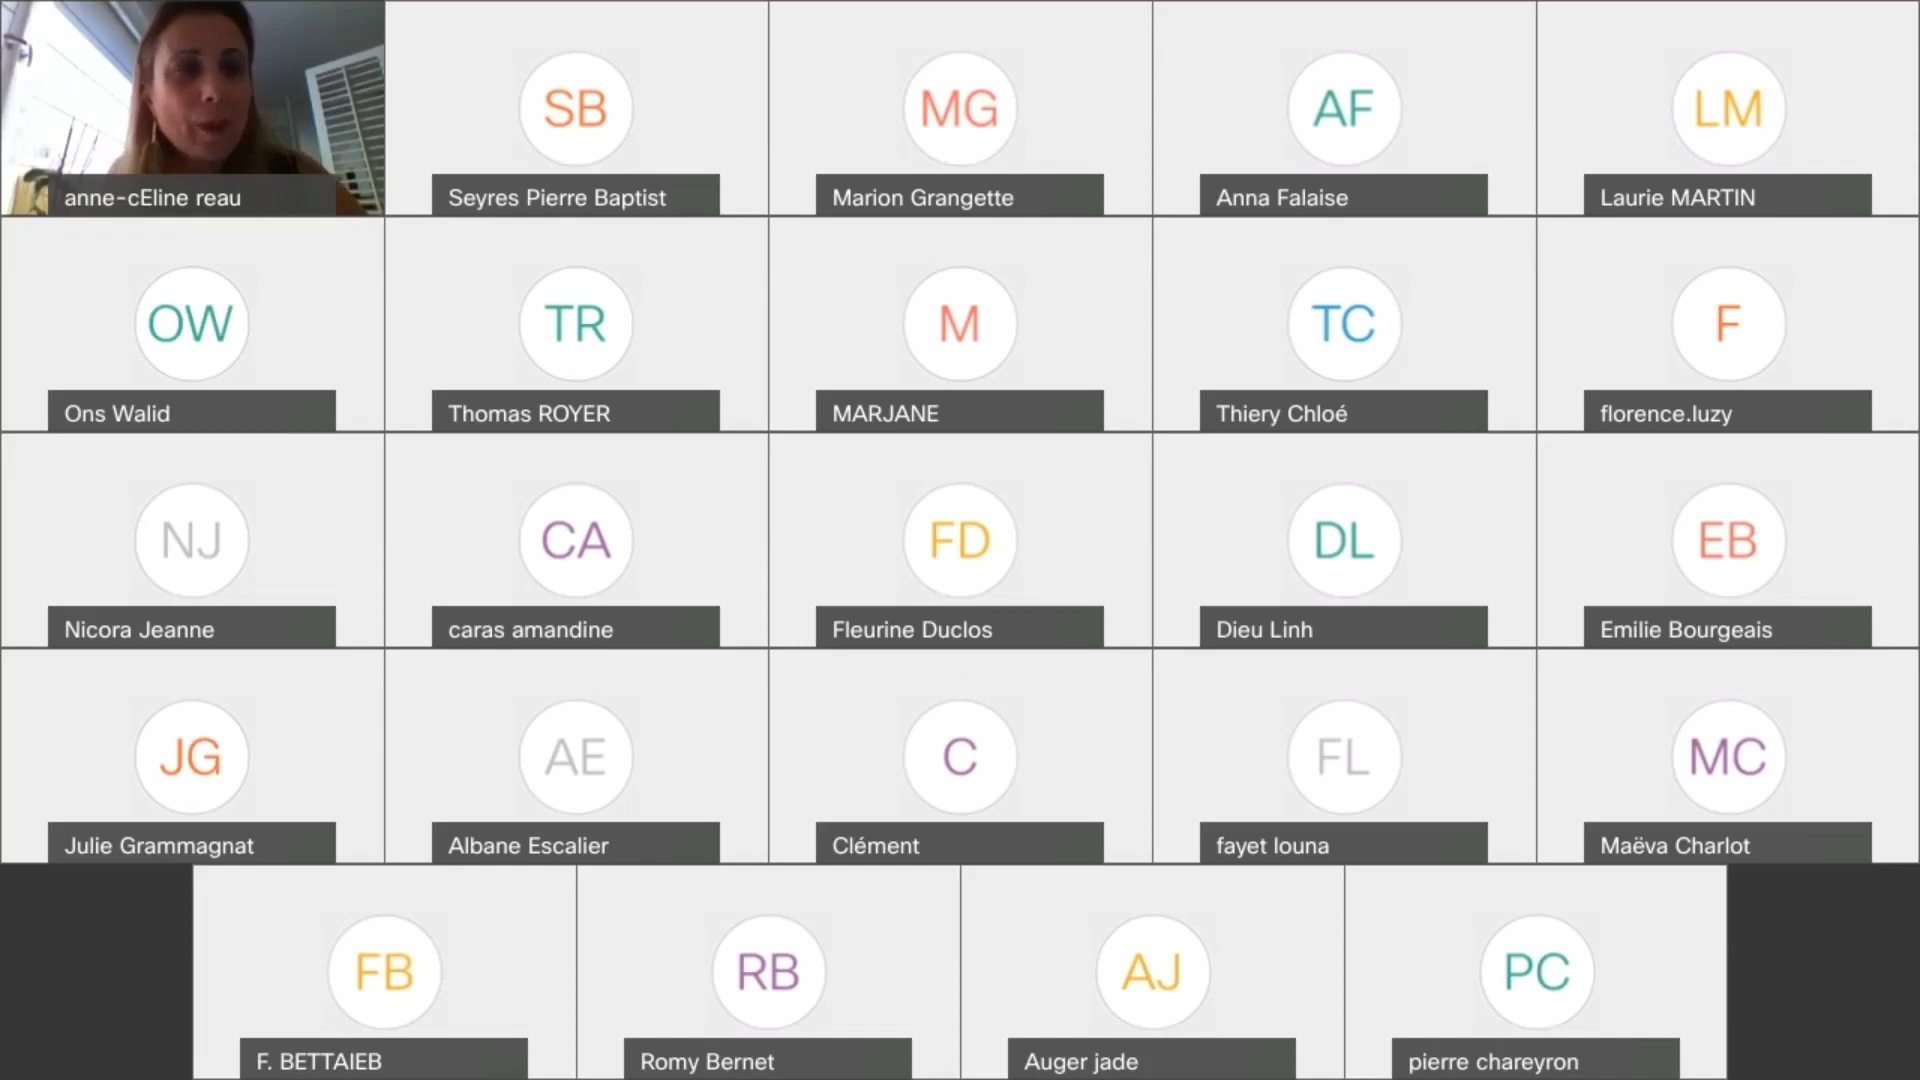 anne-cEline reau
SB
Seyres Pierre Baptist
MG
Marion Grangette
AF
Anna Falaise
LM
Laurie MARTIN
OW
Ons Walid
TR
Thomas ROYER
M
MARJANE
TC
Thiery Chloé
F
florence.luzy
NJ
Nicora Jeanne
CA
caras amandine
FD
Fleurine Duclos
DL
Dieu Linh
EB
Emilie Bourgeais
JG
Julie Grammagnat
AE
Albane Escalier
C
Clément
FL
fayet louna
MC
Maëva Charlot
FB
F. BETTAIEB
RB
Romy Bernet
AJ
Auger jade
PC
pierre chareyron